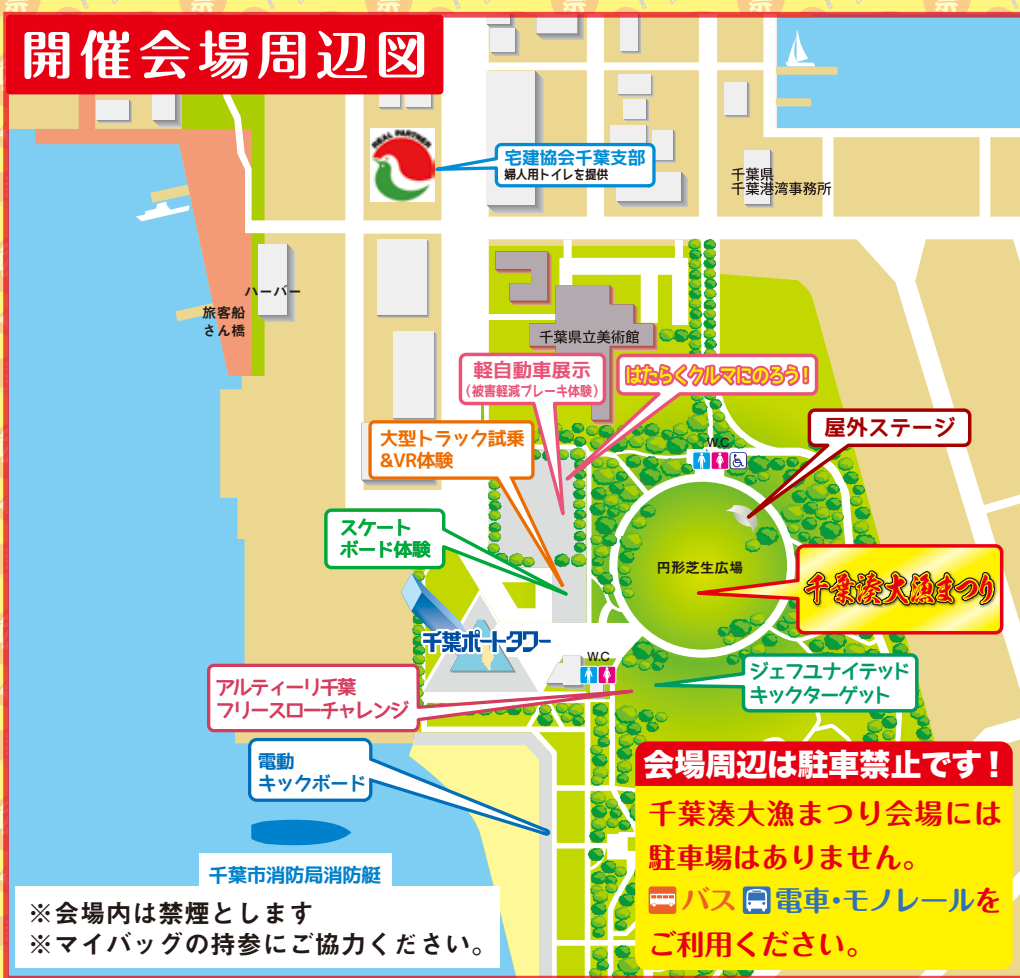 開催会場周辺図
REAL PARTNER
宅建協会千葉支部
婦人用トイレを提供
千葉県
千葉港湾事務所
ハーバー
旅客船
さん橋
千葉県立美術館
軽自動車展示
(被害軽減ブレーキ体験)
はたらくクルマにのろう!
大型トラック試乗
&VR体験
屋外ステージ
W.C
スケート
ボード体験
円形芝生広場
千葉湊大漁まつり
千葉ポートタワー
W.C
ジェフユナイテッド
キックターゲット
アルティーリ千葉
フリースローチャレンジ
電動
キックボード
千葉市消防局消防艇
※会場内は禁煙とします
※マイバッグの持参にご協力ください。
会場周辺は駐車禁止です!
千葉湊大漁まつり会場には
駐車場はありません。
バス 電車・モノレールを
ご利用ください。